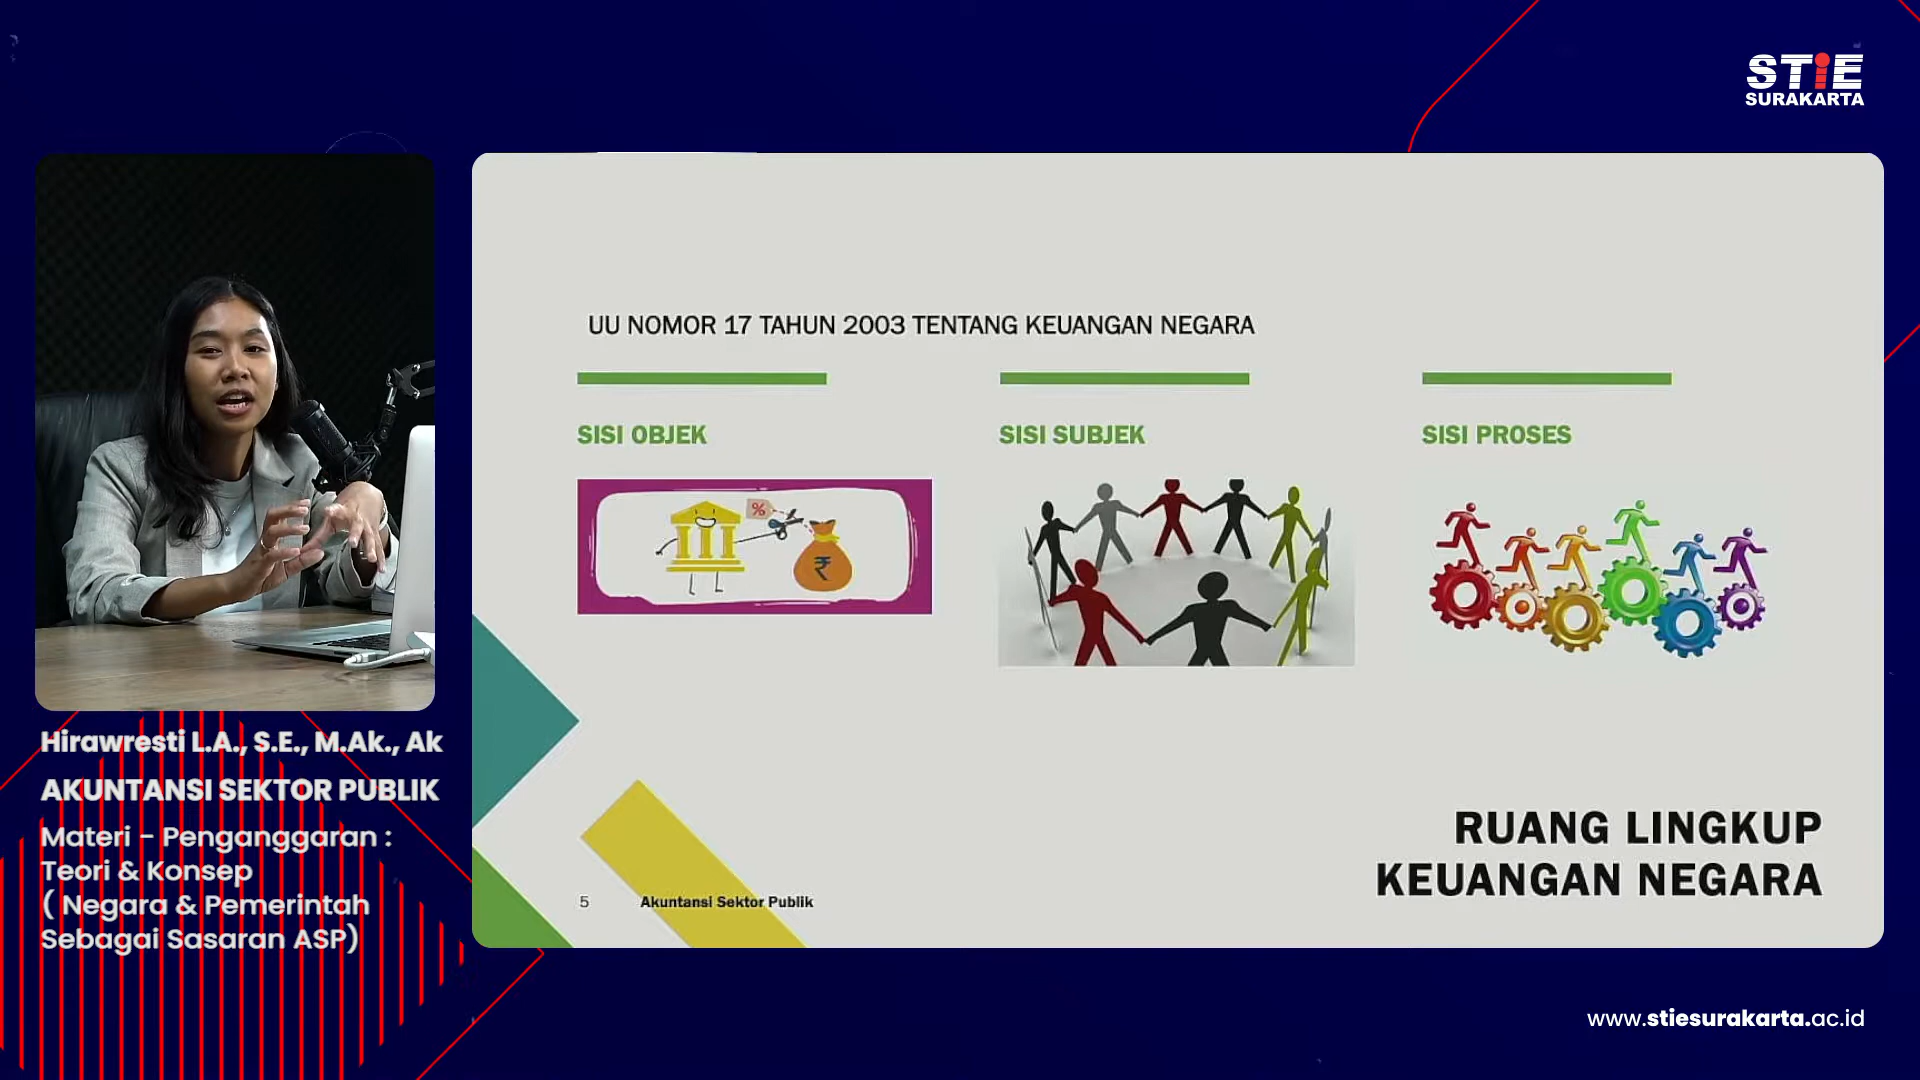 STiE
SURAKARTA
UU NOMOR 17 TAHUN 2003 TENTANG KEUANGAN NEGARA
SISI OBJEK
SISI SUBJEK
SISI PROSES
%
₹
Hirawresti L.A., S.E., M.Ak., Ak
AKUNTANSI SEKTOR PUBLIK
Materi - Penganggaran :
Teori & Konsep
( Negara & Pemerintah
Sebagai Sasaran ASP)
RUANG LINGKUP
KEUANGAN NEGARA
5
Akuntansi Sektor Publik
www.stiesurakarta.ac.id